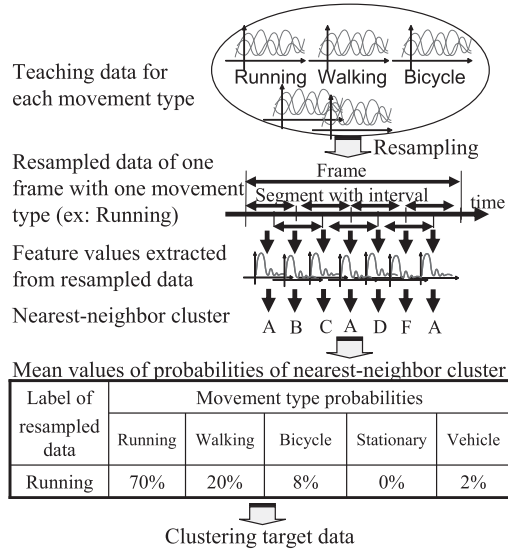 Teaching data for
each movement type
Running Walking Bicycle
Resampling
Resampled data of one
frame with one movement
type (ex: Running)
Frame
Segment with interval
time
Feature values extracted
from resampled data
Nearest-neighbor cluster
A B C A D F A
Mean values of probabilities of nearest-neighbor cluster
Label of
resampled
data
Movement type probabilities
Running Walking Bicycle Stationary Vehicle
Running 70% 20% 8% 0% 2%
Clustering target data